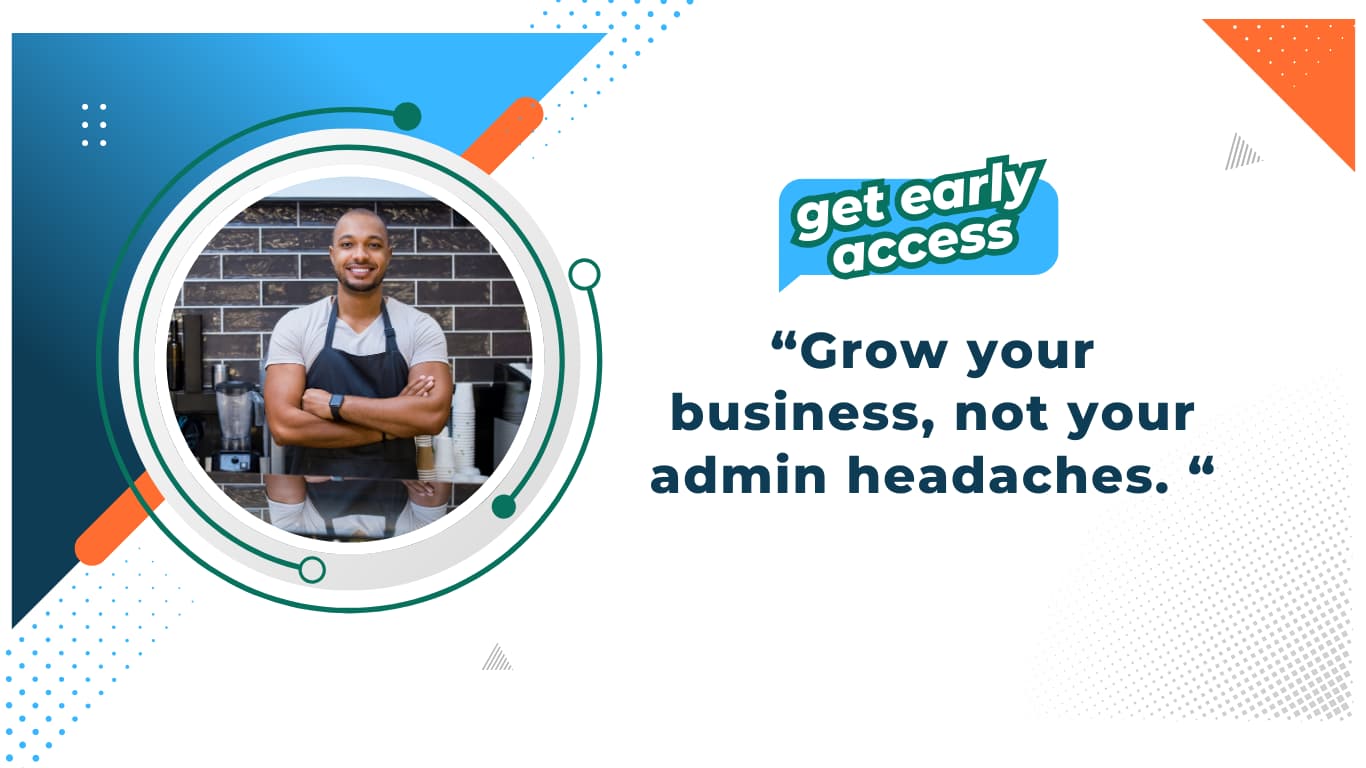 get early
access
“Grow your
business, not your
admin headaches. “